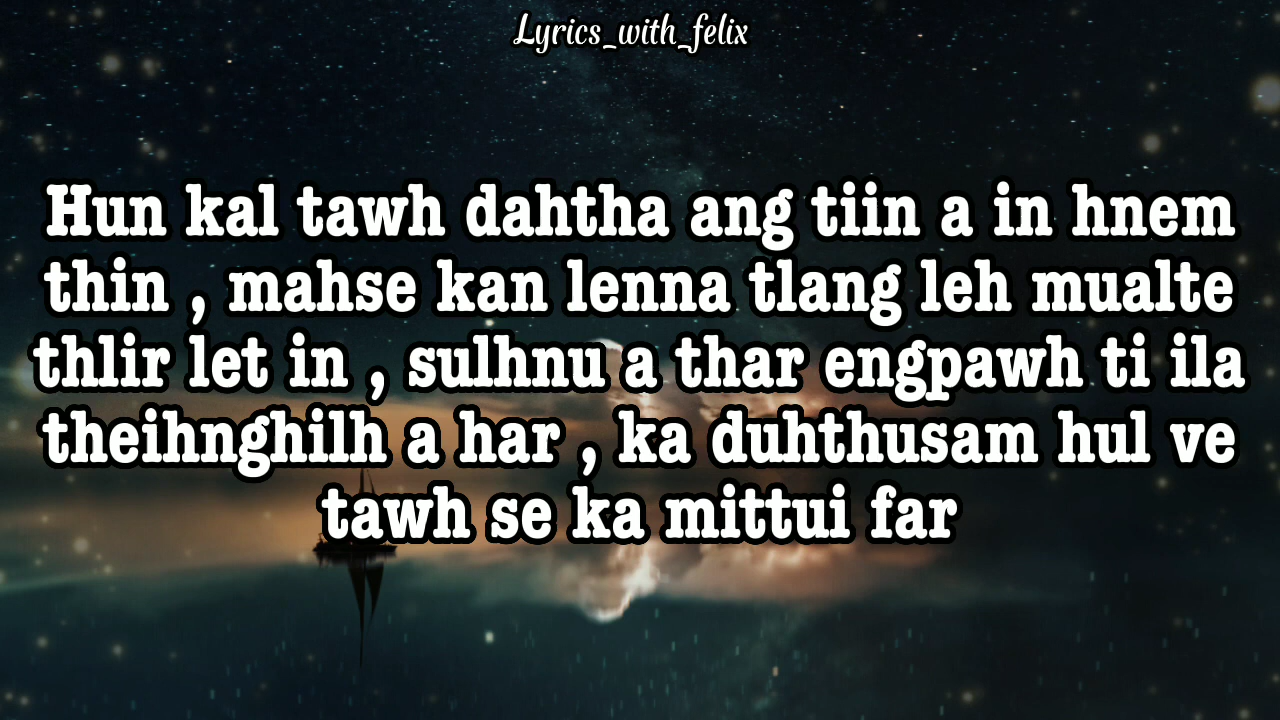 Lyrics_with_felix
Hun kal tawh dahtha ang tiin a in hnem
thin , mahse kan lenna tlang leh mualte
thlir let in , sulhnu a thar engpawh ti ila
theihnghilh a har , ka duhthusam hul ve
tawh se ka mittui far